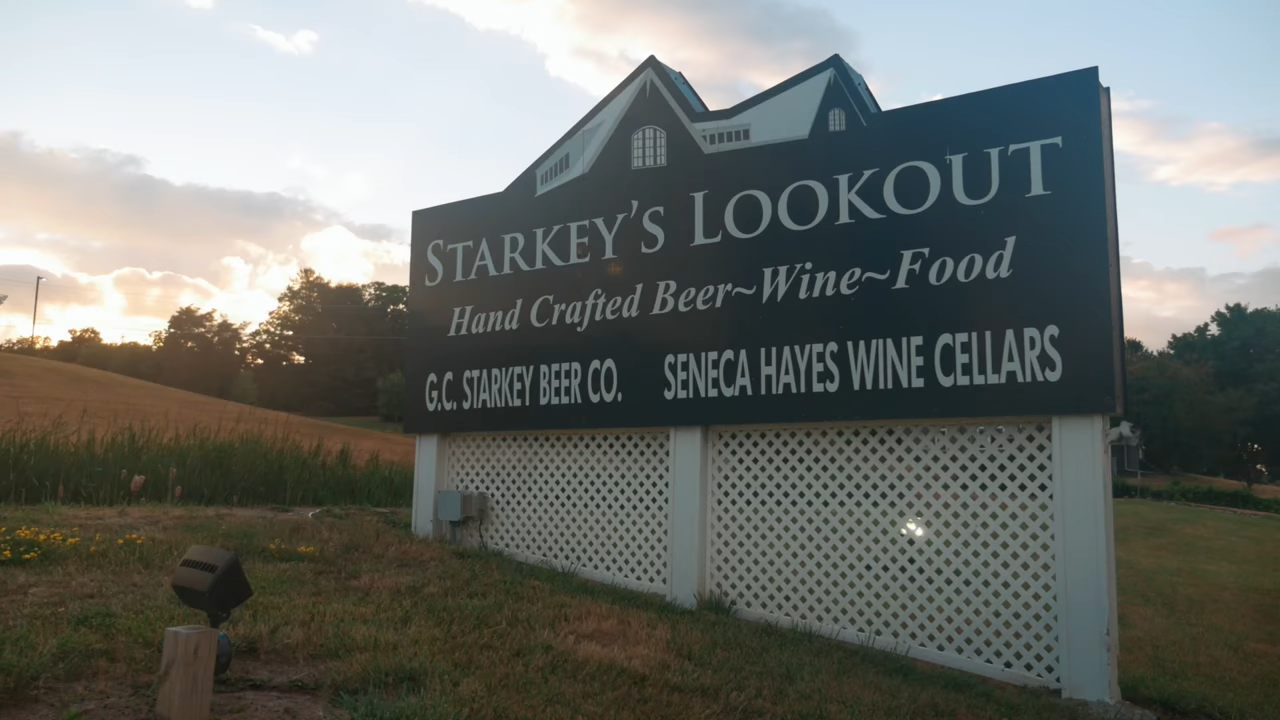 STARKEY'S LOOKOUT
Hand Crafted Beer~Wine~Food
G.C. STARKEY BEER CO. SENECA HAYES WINE CELLARS